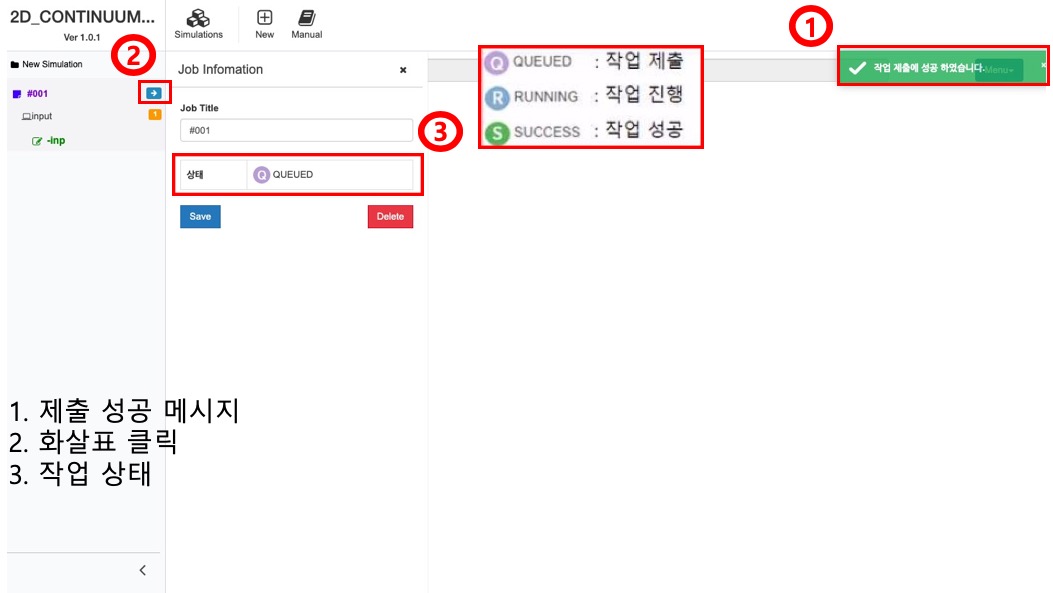 2D_CONTINUUM...
Ver 1.0.1
Simulations
New
Manual
1
2
New Simulation
#001
input
1
-inp
Job Infomation
×
Job Title
#001
3
상태
Q QUEUED
Save
Delete
Q QUEUED : 작업 제출
R RUNNING : 작업 진행
S SUCCESS : 작업 성공
작업 제출에 성공 하였습니다.
Menu
×
1. 제출 성공 메시지
2. 화살표 클릭
3. 작업 상태